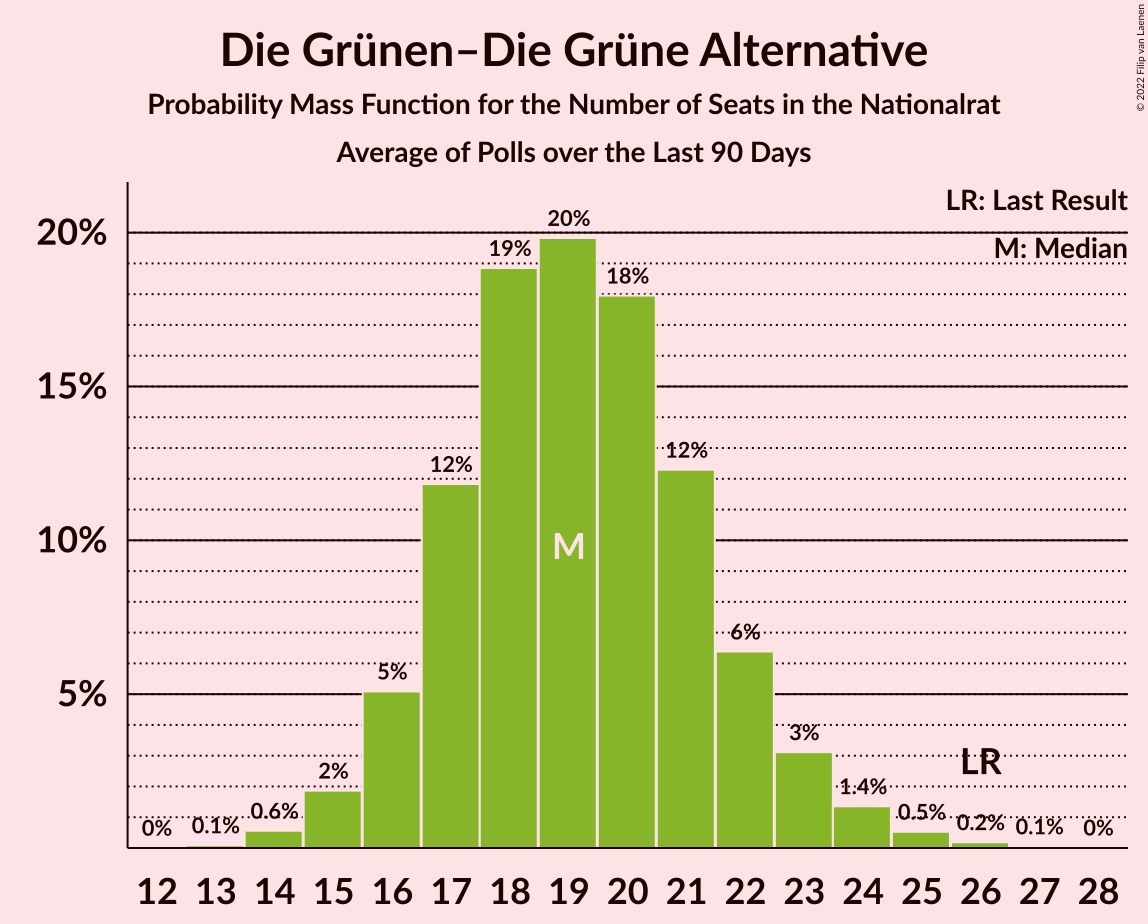 Die Grünen–Die Grüne Alternative
Probability Mass Function for the Number of Seats in the Nationalrat
Average of Polls over the Last 90 Days
© 2022 Filip van Laenen
LR: Last Result
M: Median
20%
15%
10%
5%
0%
0.1%
0.6%
2%
5%
12%
19%
20%
18%
12%
6%
3%
1.4%
0.5%
0.2%
0.1%
0%
M
LR
12 13 14 15 16 17 18 19 20 21 22 23 24 25 26 27 28